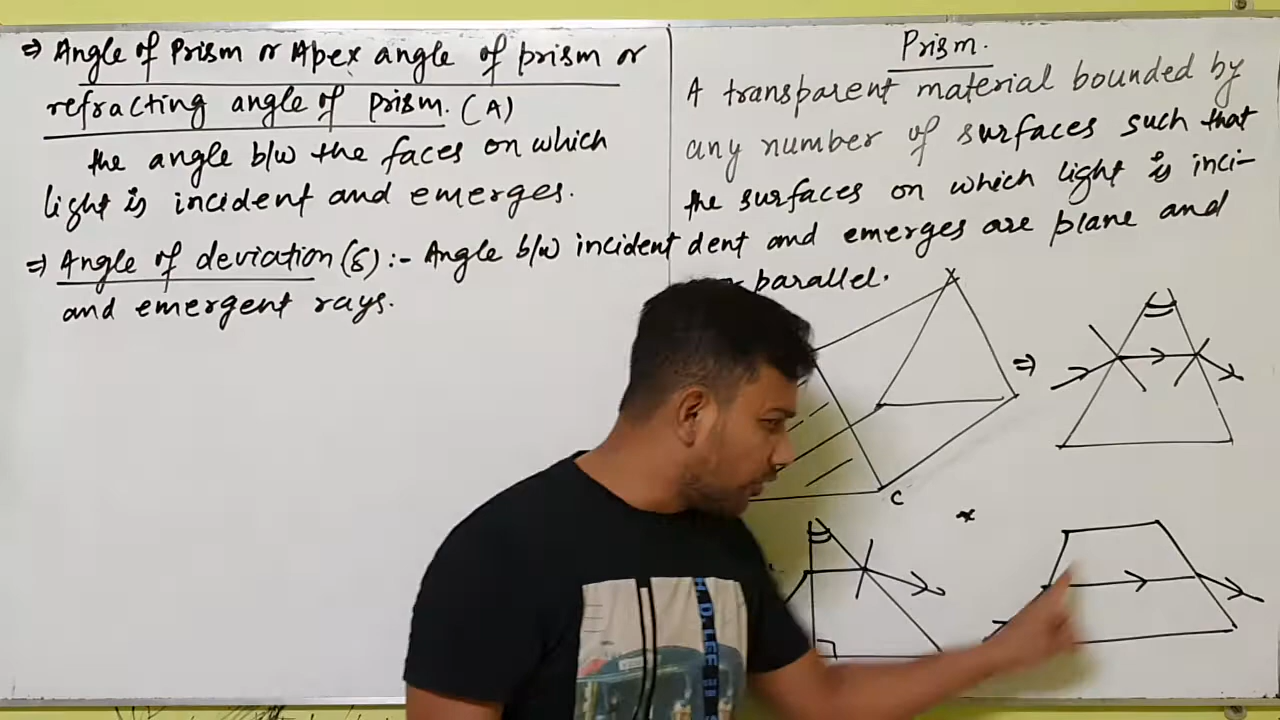 ⇒ Angle of Prism or Apex angle of prism or
refracting angle of prism. (A)
the angle b/w the faces on which
light is incident and emerges.
⇒ Angle of deviation (δ) :- Angle b/w incident
and emergent rays.
Prism.
A transparent material bounded by
any number of surfaces such that
the surfaces on which light is inci-
dent and emerges are plane and
parallel.
⇒
C
*
H.D.LEE